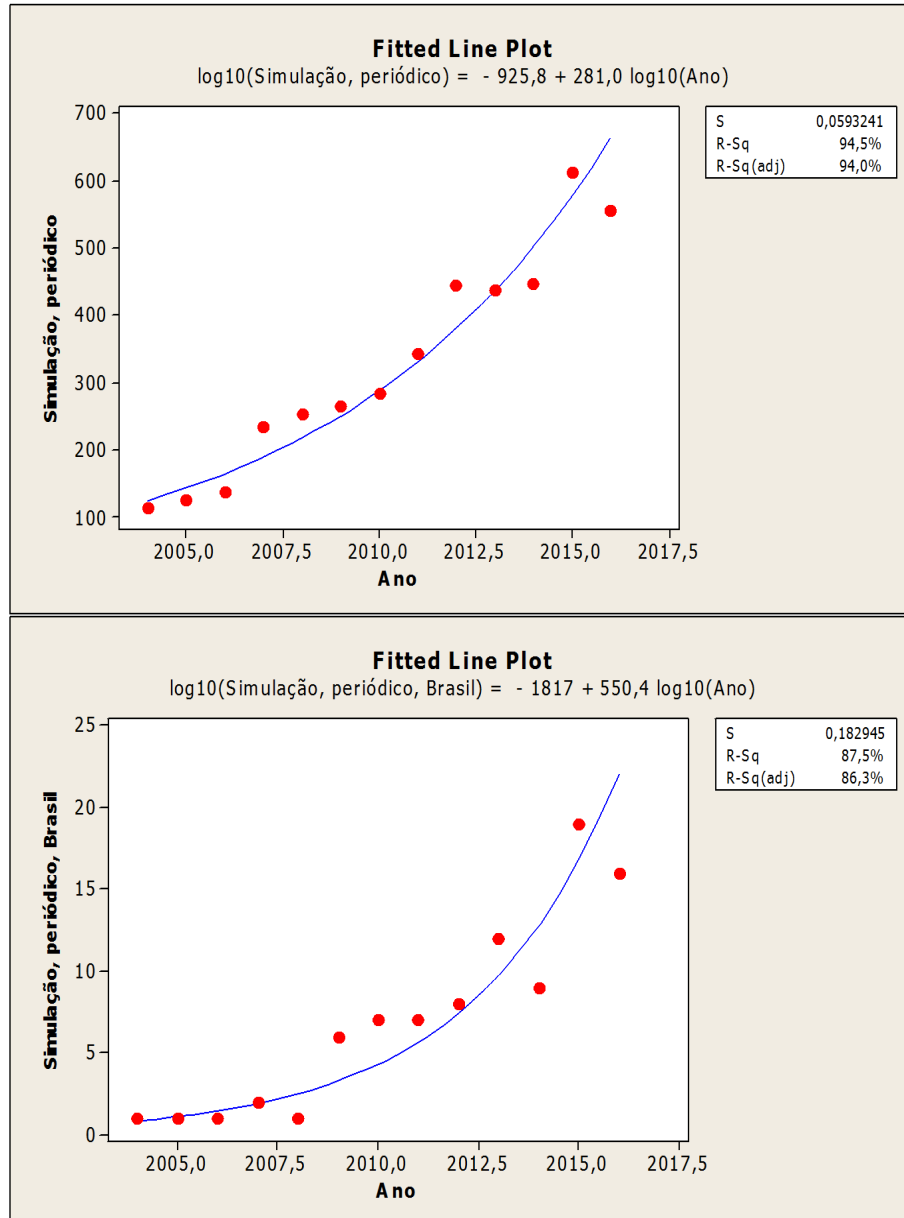 Fitted Line Plot
log10(Simulação, periódico) = - 925,8 + 281,0 log10(Ano)
S 0,0593241
R-Sq 94,5%
R-Sq(adj) 94,0%
700
600
500
400
300
200
100
Simulação, periódico
2005,0 2007,5 2010,0 2012,5 2015,0 2017,5
Ano
Fitted Line Plot
log10(Simulação, periódico, Brasil) = - 1817 + 550,4 log10(Ano)
S 0,182945
R-Sq 87,5%
R-Sq(adj) 86,3%
25
20
15
10
5
0
Simulação, periódico, Brasil
2005,0 2007,5 2010,0 2012,5 2015,0 2017,5
Ano